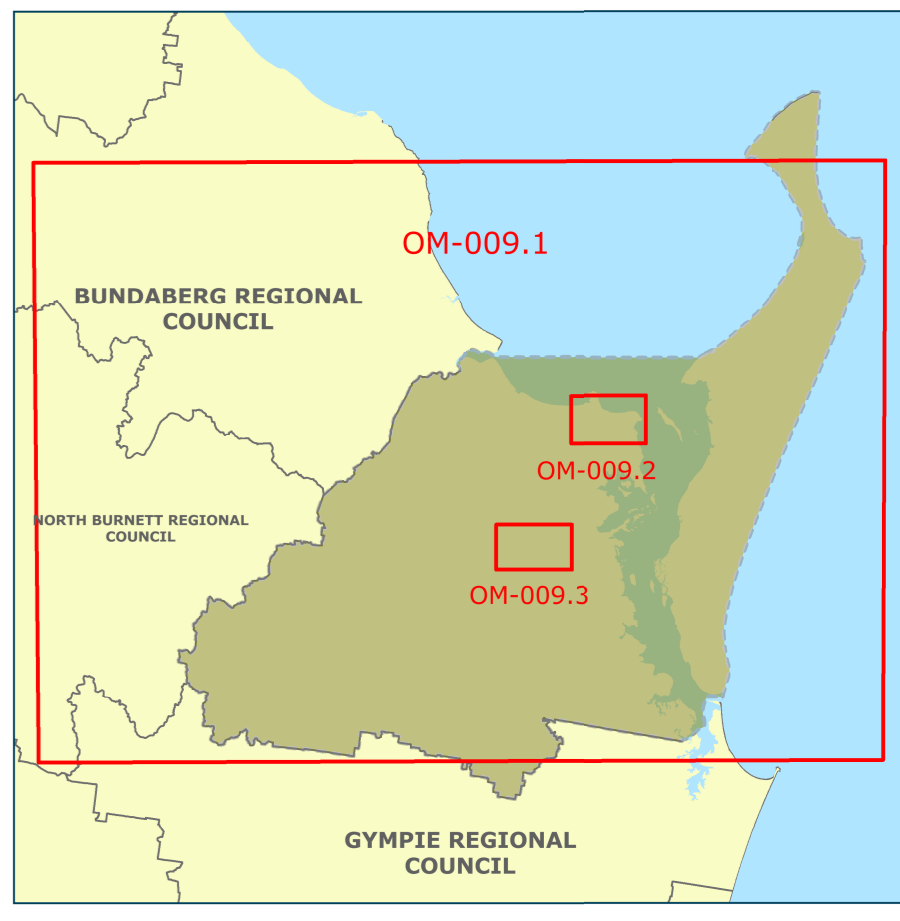 OM-009.1
BUNDABERG REGIONAL
COUNCIL
OM-009.2
NORTH BURNETT REGIONAL
COUNCIL
OM-009.3
GYMPIE REGIONAL
COUNCIL